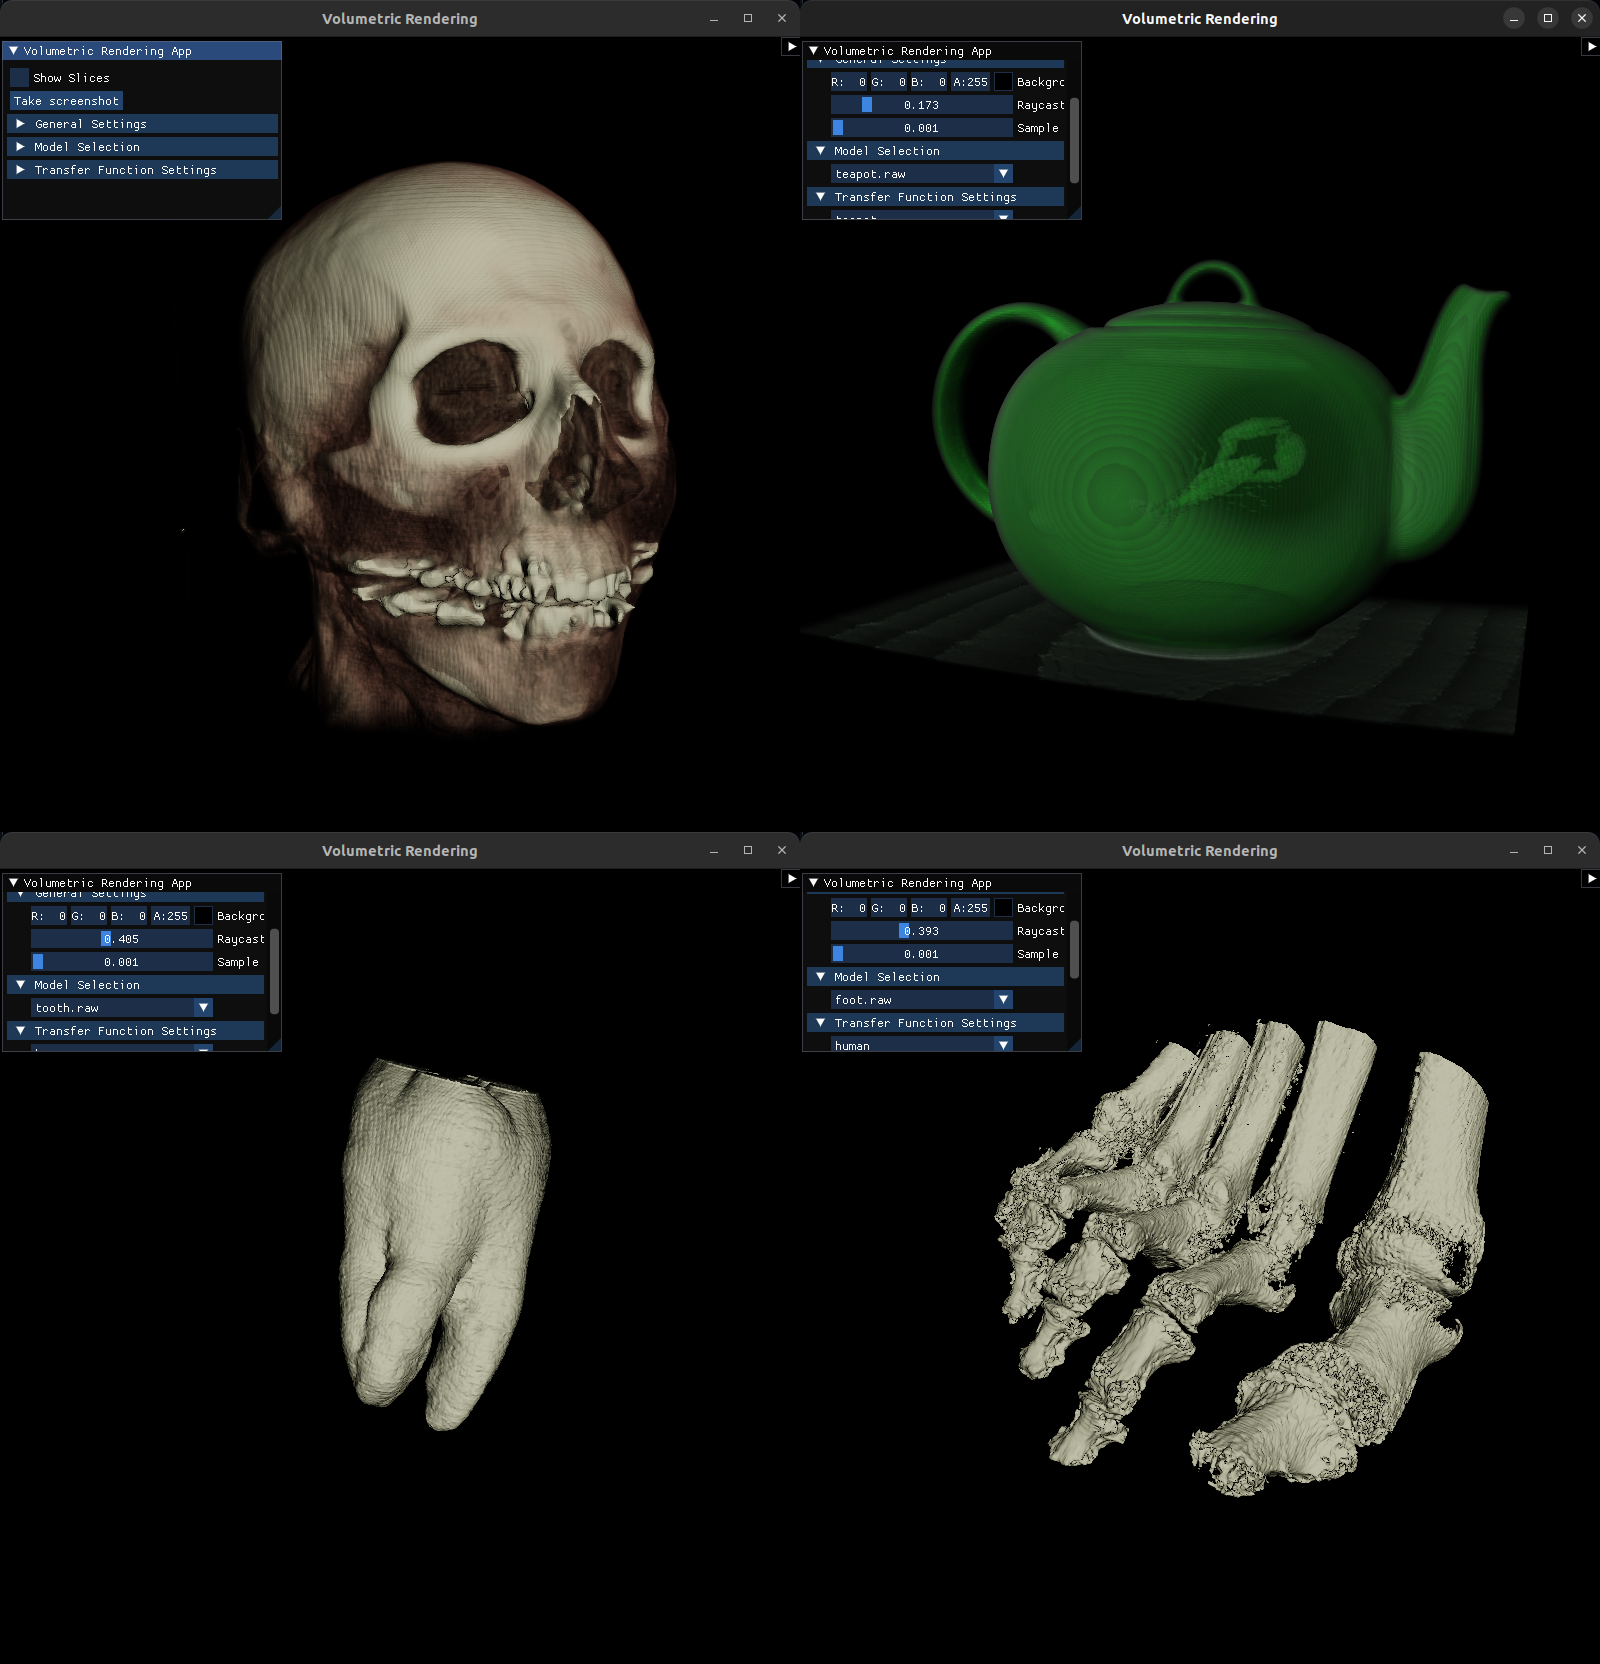 Volumetric Rendering
Volumetric Rendering App
Show Slices
Take screenshot
General Settings
Model Selection
Transfer Function Settings
Volumetric Rendering
Volumetric Rendering App
General Settings
R: 0 G: 0 B: 0 A:255 Backgrc
0.173 Raycast
0.001 Sample
Model Selection
teapot.raw
Transfer Function Settings
Volumetric Rendering
Volumetric Rendering App
General Settings
R: 0 G: 0 B: 0 A:255 Backgrc
0.405 Raycast
0.001 Sample
Model Selection
tooth.raw
Transfer Function Settings
Volumetric Rendering
Volumetric Rendering App
R: 0 G: 0 B: 0 A:255 Backgrc
0.393 Raycast
0.001 Sample
Model Selection
foot.raw
Transfer Function Settings
human